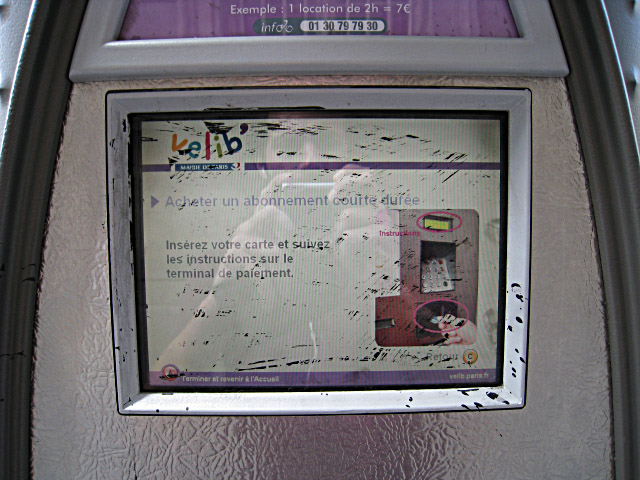 Exemple : 1 location de 2h = 7€
info 01 30 79 79 30
velib'
MAIRIE DE PARIS
Acheter un abonnement courte durée
Instructions
Insérez votre carte et suivez
les instructions sur le
terminal de paiement.
Retour
Terminer et revenir à l'Accueil
velib.paris.fr